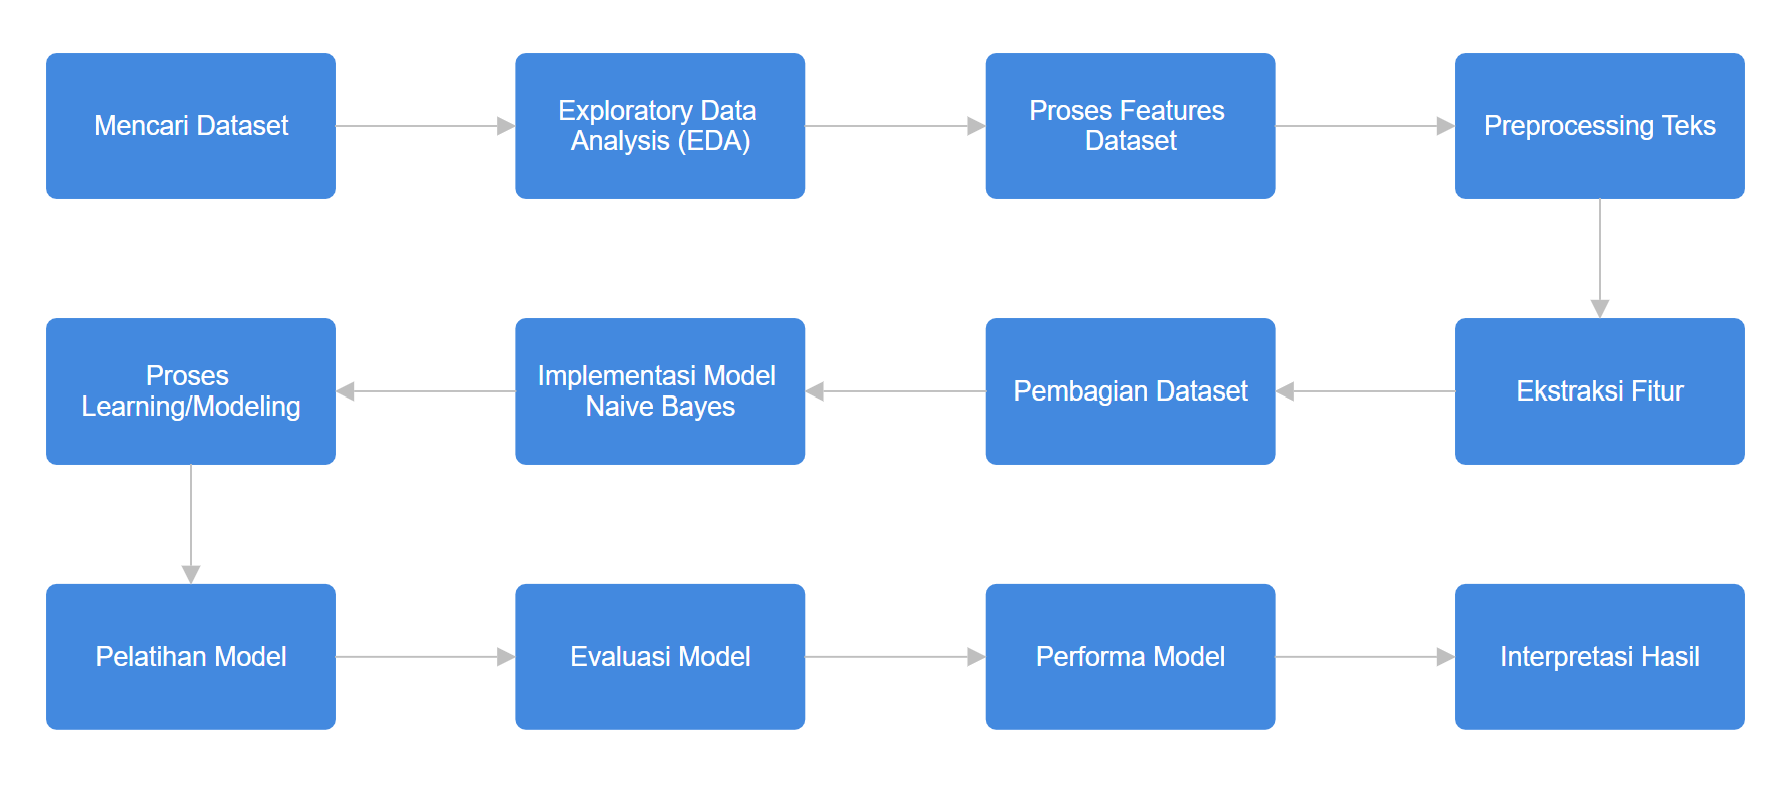 Mencari Dataset
Exploratory Data
Analysis (EDA)
Proses Features
Dataset
Preprocessing Teks
Ekstraksi Fitur
Pembagian Dataset
Implementasi Model
Naive Bayes
Proses
Learning/Modeling
Pelatihan Model
Evaluasi Model
Performa Model
Interpretasi Hasil